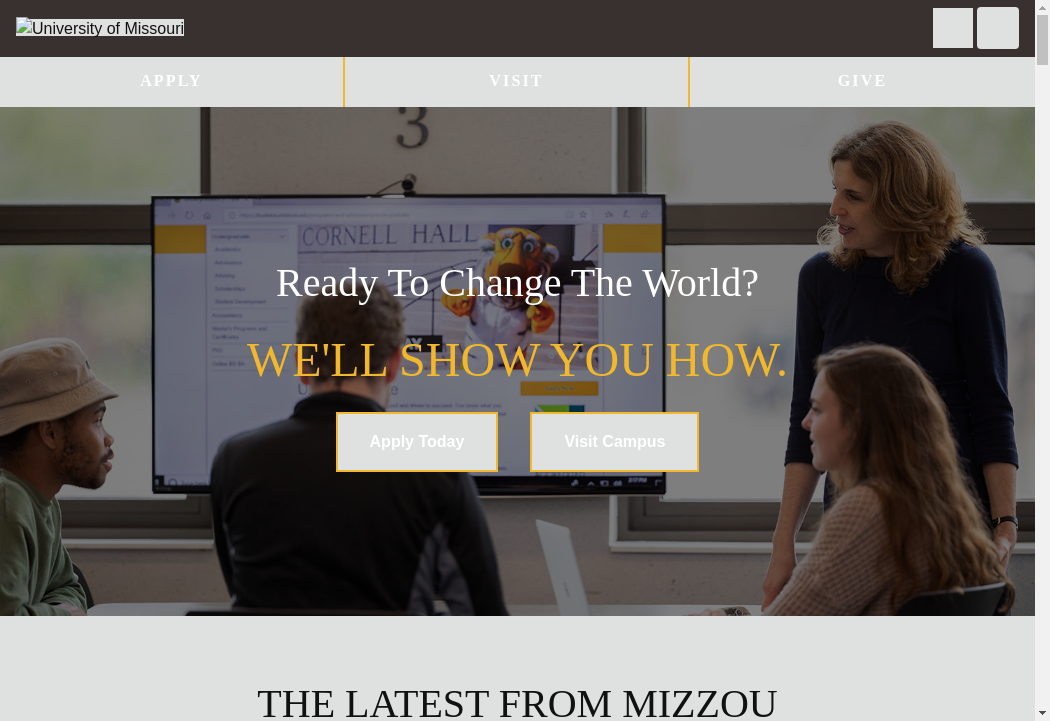 University of Missouri
APPLY
VISIT
GIVE
3
CORNELL HALL
Ready To Change The World?
WE'LL SHOW YOU HOW.
Apply Today
Visit Campus
THE LATEST FROM MIZZOU